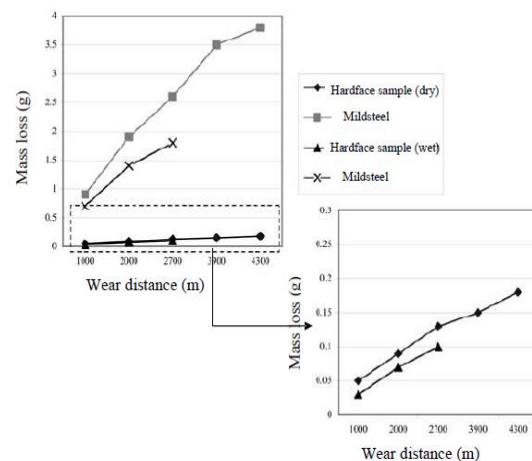 4
3.5
3
2.5
2
1.5
1
0.5
0
Mass loss (g)
1000 2000 2700 3900 4300
Wear distance (m)
Hardface sample (dry)
Mildsteel
Hardface sample (wet)
Mildsteel
0.3
0.25
0.2
0.15
0.1
0.05
0
Mass loss (g)
1000 2000 2700 3900 4300
Wear distance (m)